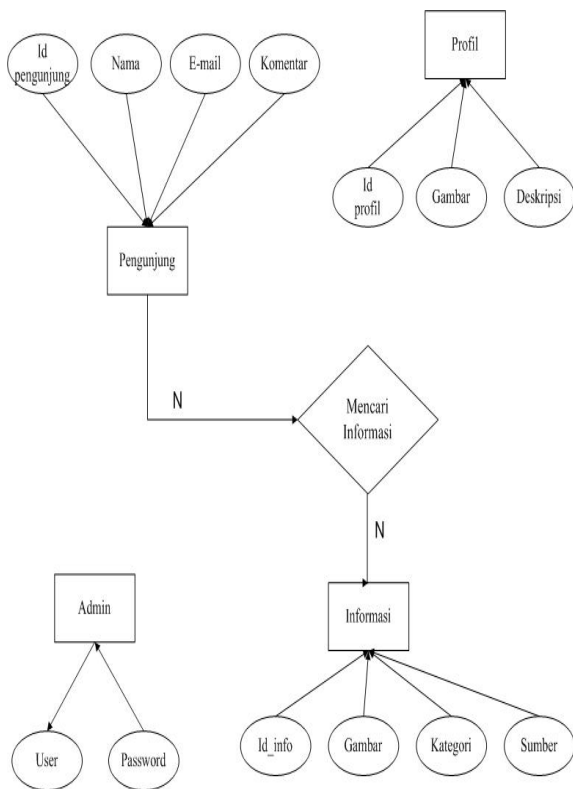 Id
pengunjung
Nama
E-mail
Komentar
Profil
Id
profil
Gambar
Deskripsi
Pengunjung
N
Mencari
Informasi
N
Admin
Informasi
User
Password
Id_info
Gambar
Kategori
Sumber